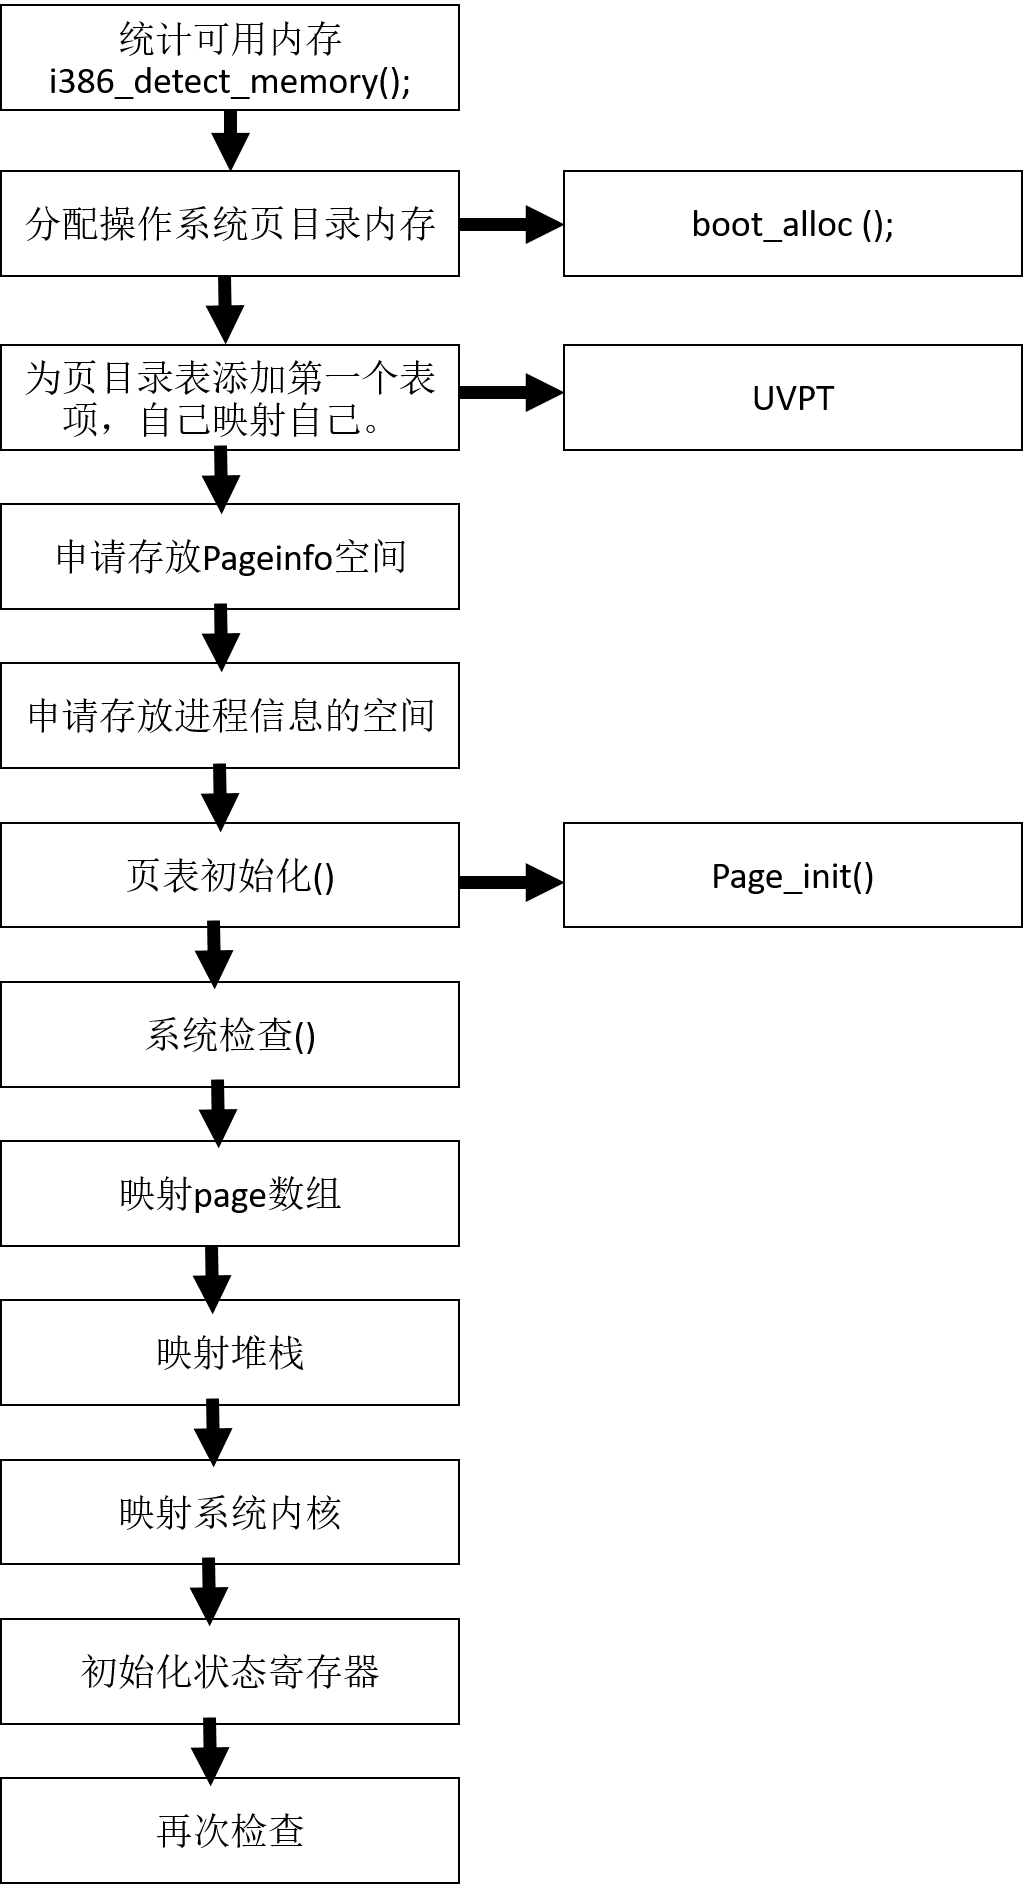 统计可用内存
i386_detect_memory();
分配操作系统页目录内存
boot_alloc ();
为页目录表添加第一个表
项，自己映射自己。
UVPT
申请存放Pageinfo空间
申请存放进程信息的空间
页表初始化()
Page_init()
系统检查()
映射page数组
映射堆栈
映射系统内核
初始化状态寄存器
再次检查